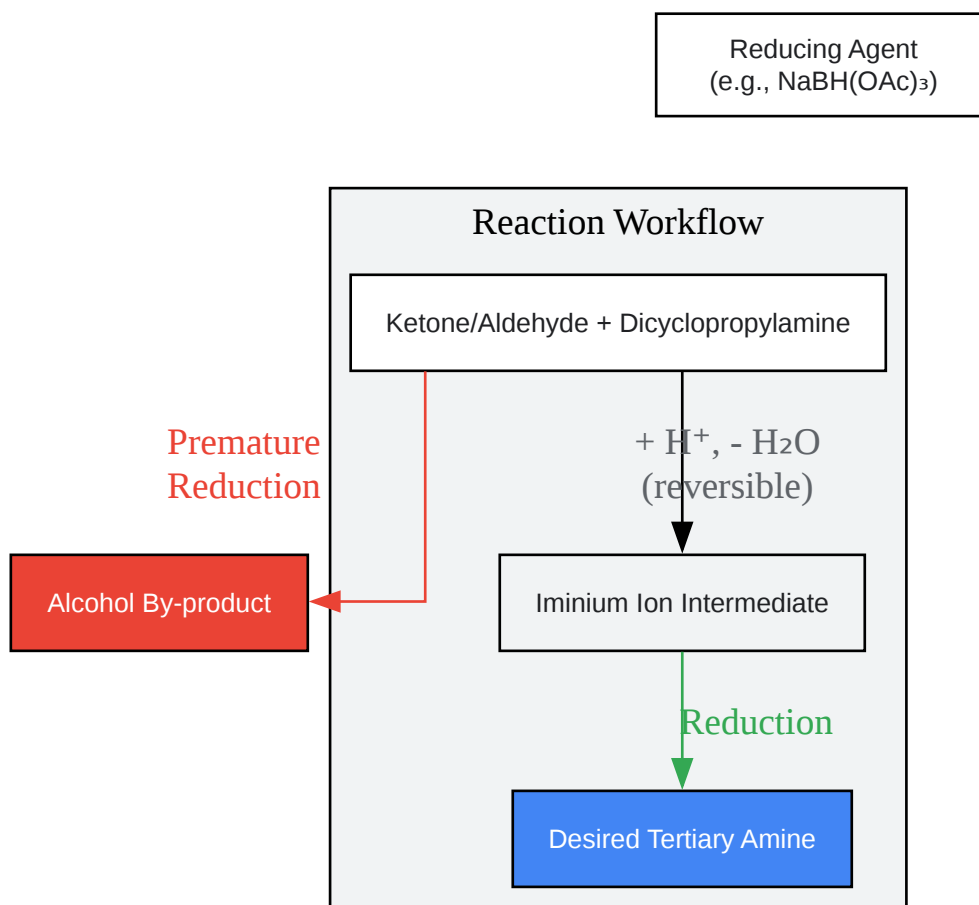 Reducing Agent
(e.g., NaBH(OAc)₃)
Reaction Workflow
Ketone/Aldehyde + Dicyclopropylamine
Premature
Reduction
+ H⁺, - H₂O
(reversible)
Alcohol By-product
Iminium Ion Intermediate
Reduction
Desired Tertiary Amine